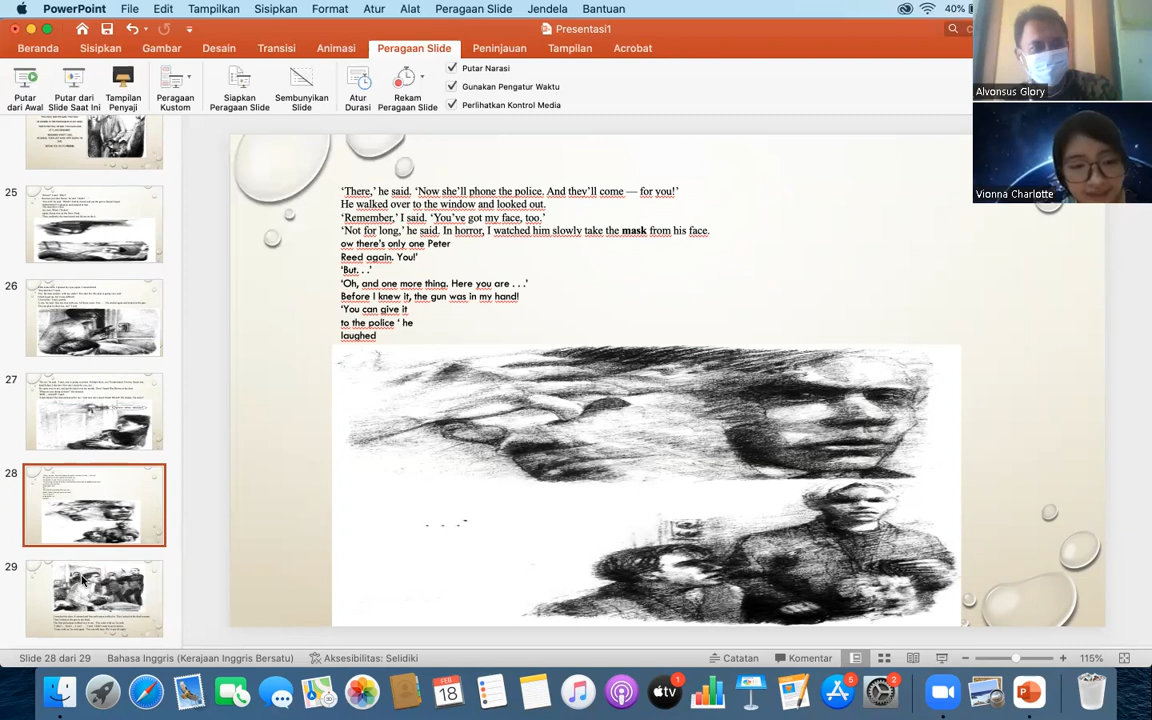 PowerPoint File Edit Tampilkan Sisipkan Format Atur Alat Peragaan Slide Jendela Bantuan 40%
Presentasi1
Beranda Sisipkan Gambar Desain Transisi Animasi Peragaan Slide Peninjauan Tampilan Acrobat
Putar dari Awal
Putar dari Slide Saat Ini
Tampilan Penyaji
Peragaan Kustom
Siapkan Peragaan Slide
Sembunyikan Slide
Atur Durasi
Rekam Peragaan Slide
Putar Narasi
Gunakan Pengatur Waktu
Perlihatkan Kontrol Media
Alvonsus Glory
Vionna Charlotte
25
26
27
28
29
‘There,’ he said. ‘Now she’ll phone the police. And they’ll come — for you!’
He walked over to the window and looked out.
‘Remember,’ I said. ‘You’ve got my face, too.’
‘Not for long,’ he said. In horror, I watched him slowly take the mask from his face.
ow there’s only one Peter
Reed again. You!’
‘But. . .’
‘Oh, and one more thing. Here you are . . .’
Before I knew it, the gun was in my hand!
‘You can give it
to the police ‘ he
laughed
Slide 28 dari 29 Bahasa Inggris (Kerajaan Inggris Bersatu) Aksesibilitas: Selidiki Catatan Komentar 115%
FEB
18
tv
1
5
2